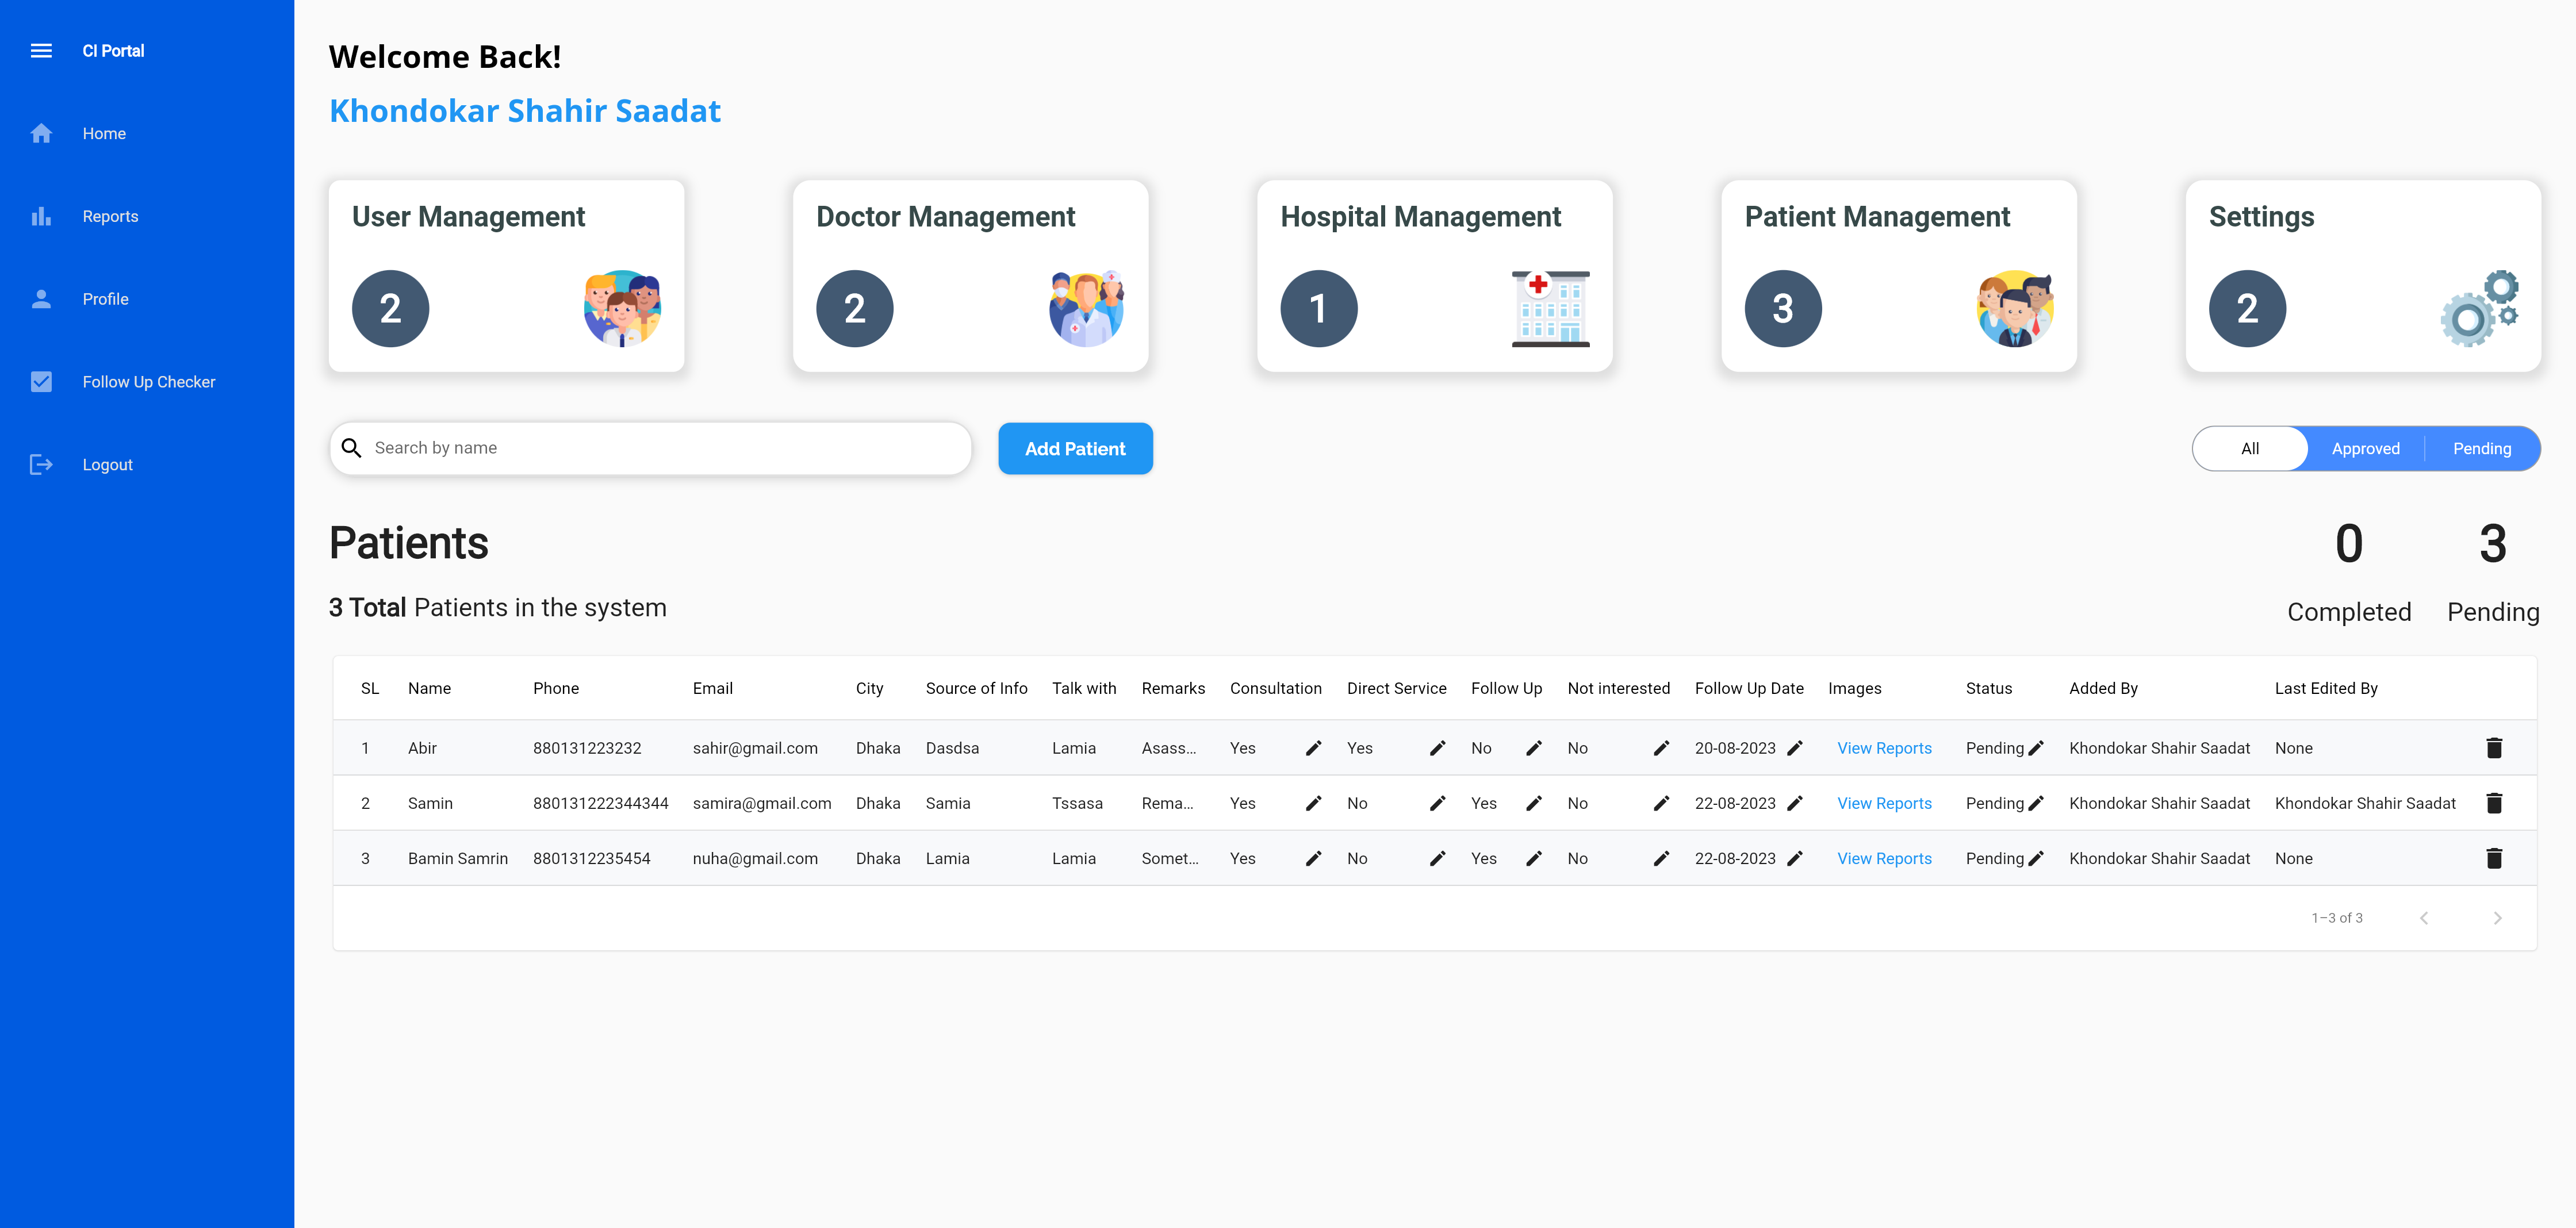 CI Portal
Home
Reports
Profile
Follow Up Checker
Logout
Welcome Back!
Khondokar Shahir Saadat
User Management
2
Doctor Management
2
Hospital Management
1
Patient Management
3
Settings
2
Search by name
Add Patient
All Approved Pending
Patients
3 Total Patients in the system
0 3
Completed Pending
SL Name Phone Email City Source of Info Talk with Remarks Consultation Direct Service Follow Up Not interested Follow Up Date Images Status Added By Last Edited By
1 Abir 880131223232 sahir@gmail.com Dhaka Dasdsa Lamia Asass... Yes Yes No No 20-08-2023 View Reports Pending Khondokar Shahir Saadat None
2 Samin 880131222344344 samira@gmail.com Dhaka Samia Tssasa Rema... Yes No Yes No 22-08-2023 View Reports Pending Khondokar Shahir Saadat Khondokar Shahir Saadat
3 Bamin Samrin 8801312235454 nuha@gmail.com Dhaka Lamia Lamia Somet... Yes No Yes No 22-08-2023 View Reports Pending Khondokar Shahir Saadat None
1–3 of 3